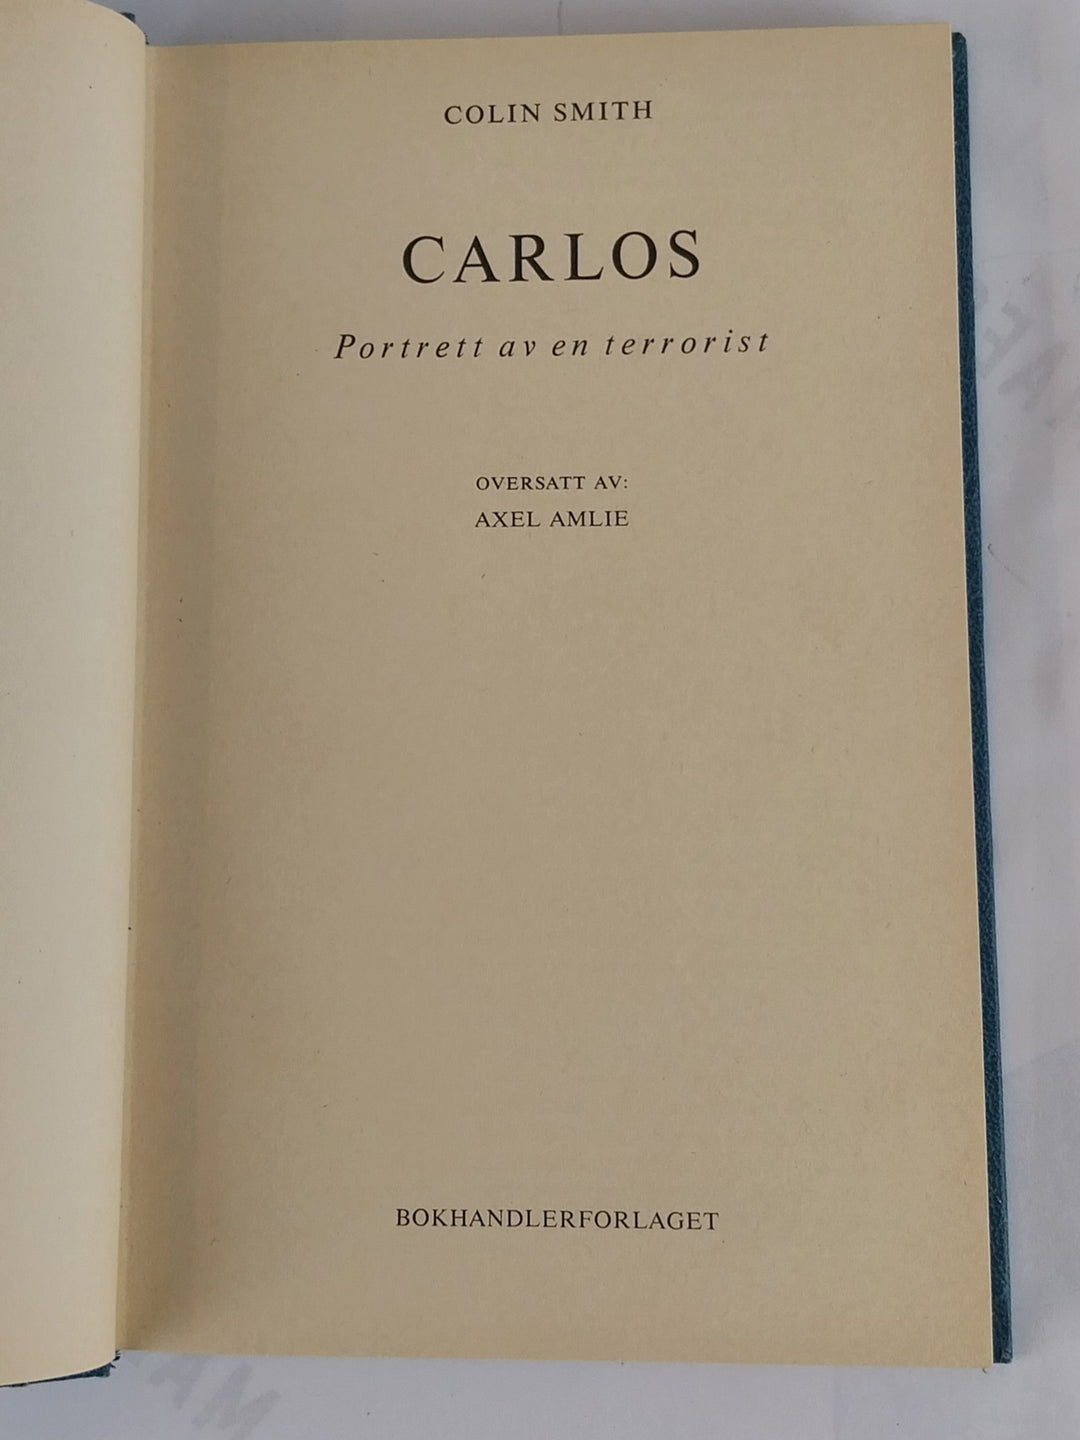 COLIN SMITH
CARLOS
Portrett av en terrorist
OVERSATT AV:
AXEL AMLIE
BOKHANDLERFORLAGET